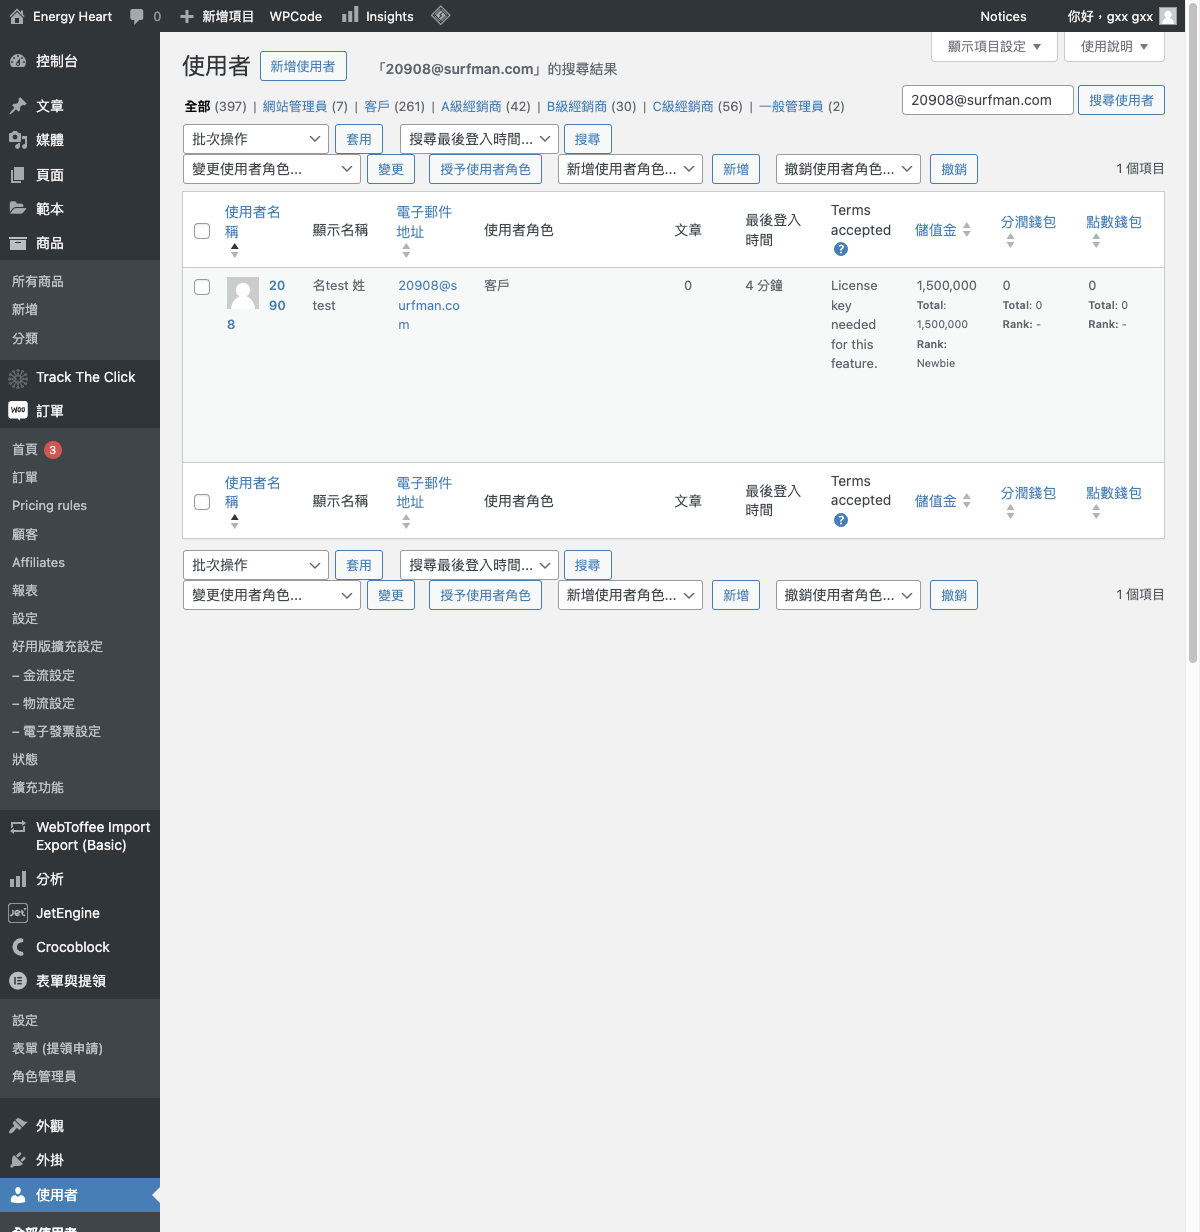 Energy Heart 0 新增項目 WPCode Insights Notices 你好，gxx gxx
顯示項目設定 使用說明
控制台
文章
媒體
頁面
範本
商品
所有商品
新增
分類
Track The Click
訂單
首頁 3
訂單
Pricing rules
顧客
Affiliates
報表
設定
好用版擴充設定
– 金流設定
– 物流設定
– 電子發票設定
狀態
擴充功能
WebToffee Import
Export (Basic)
分析
JetEngine
Crocoblock
表單與提領
設定
表單 (提領申請)
角色管理員
外觀
外掛
使用者
全部使用者
使用者 新增使用者 「20908@surfman.com」的搜尋結果
全部 (397) | 網站管理員 (7) | 客戶 (261) | A級經銷商 (42) | B級經銷商 (30) | C級經銷商 (56) | 一般管理員 (2)
20908@surfman.com 搜尋使用者
批次操作 套用 搜尋最後登入時間... 搜尋
變更使用者角色... 變更 授予使用者角色 新增使用者角色... 新增 撤銷使用者角色... 撤銷 1 個項目
使用者名
稱
顯示名稱
電子郵件
地址
使用者角色
文章
最後登入
時間
Terms
accepted
?
儲值金
分潤錢包
點數錢包
20
90
8
名test 姓
test
20908@s
urfman.co
m
客戶
0
4 分鐘
License
key
needed
for this
feature.
1,500,000
Total:
1,500,000
Rank:
Newbie
0
Total: 0
Rank: -
0
Total: 0
Rank: -
使用者名
稱
顯示名稱
電子郵件
地址
使用者角色
文章
最後登入
時間
Terms
accepted
?
儲值金
分潤錢包
點數錢包
批次操作 套用 搜尋最後登入時間... 搜尋
變更使用者角色... 變更 授予使用者角色 新增使用者角色... 新增 撤銷使用者角色... 撤銷 1 個項目